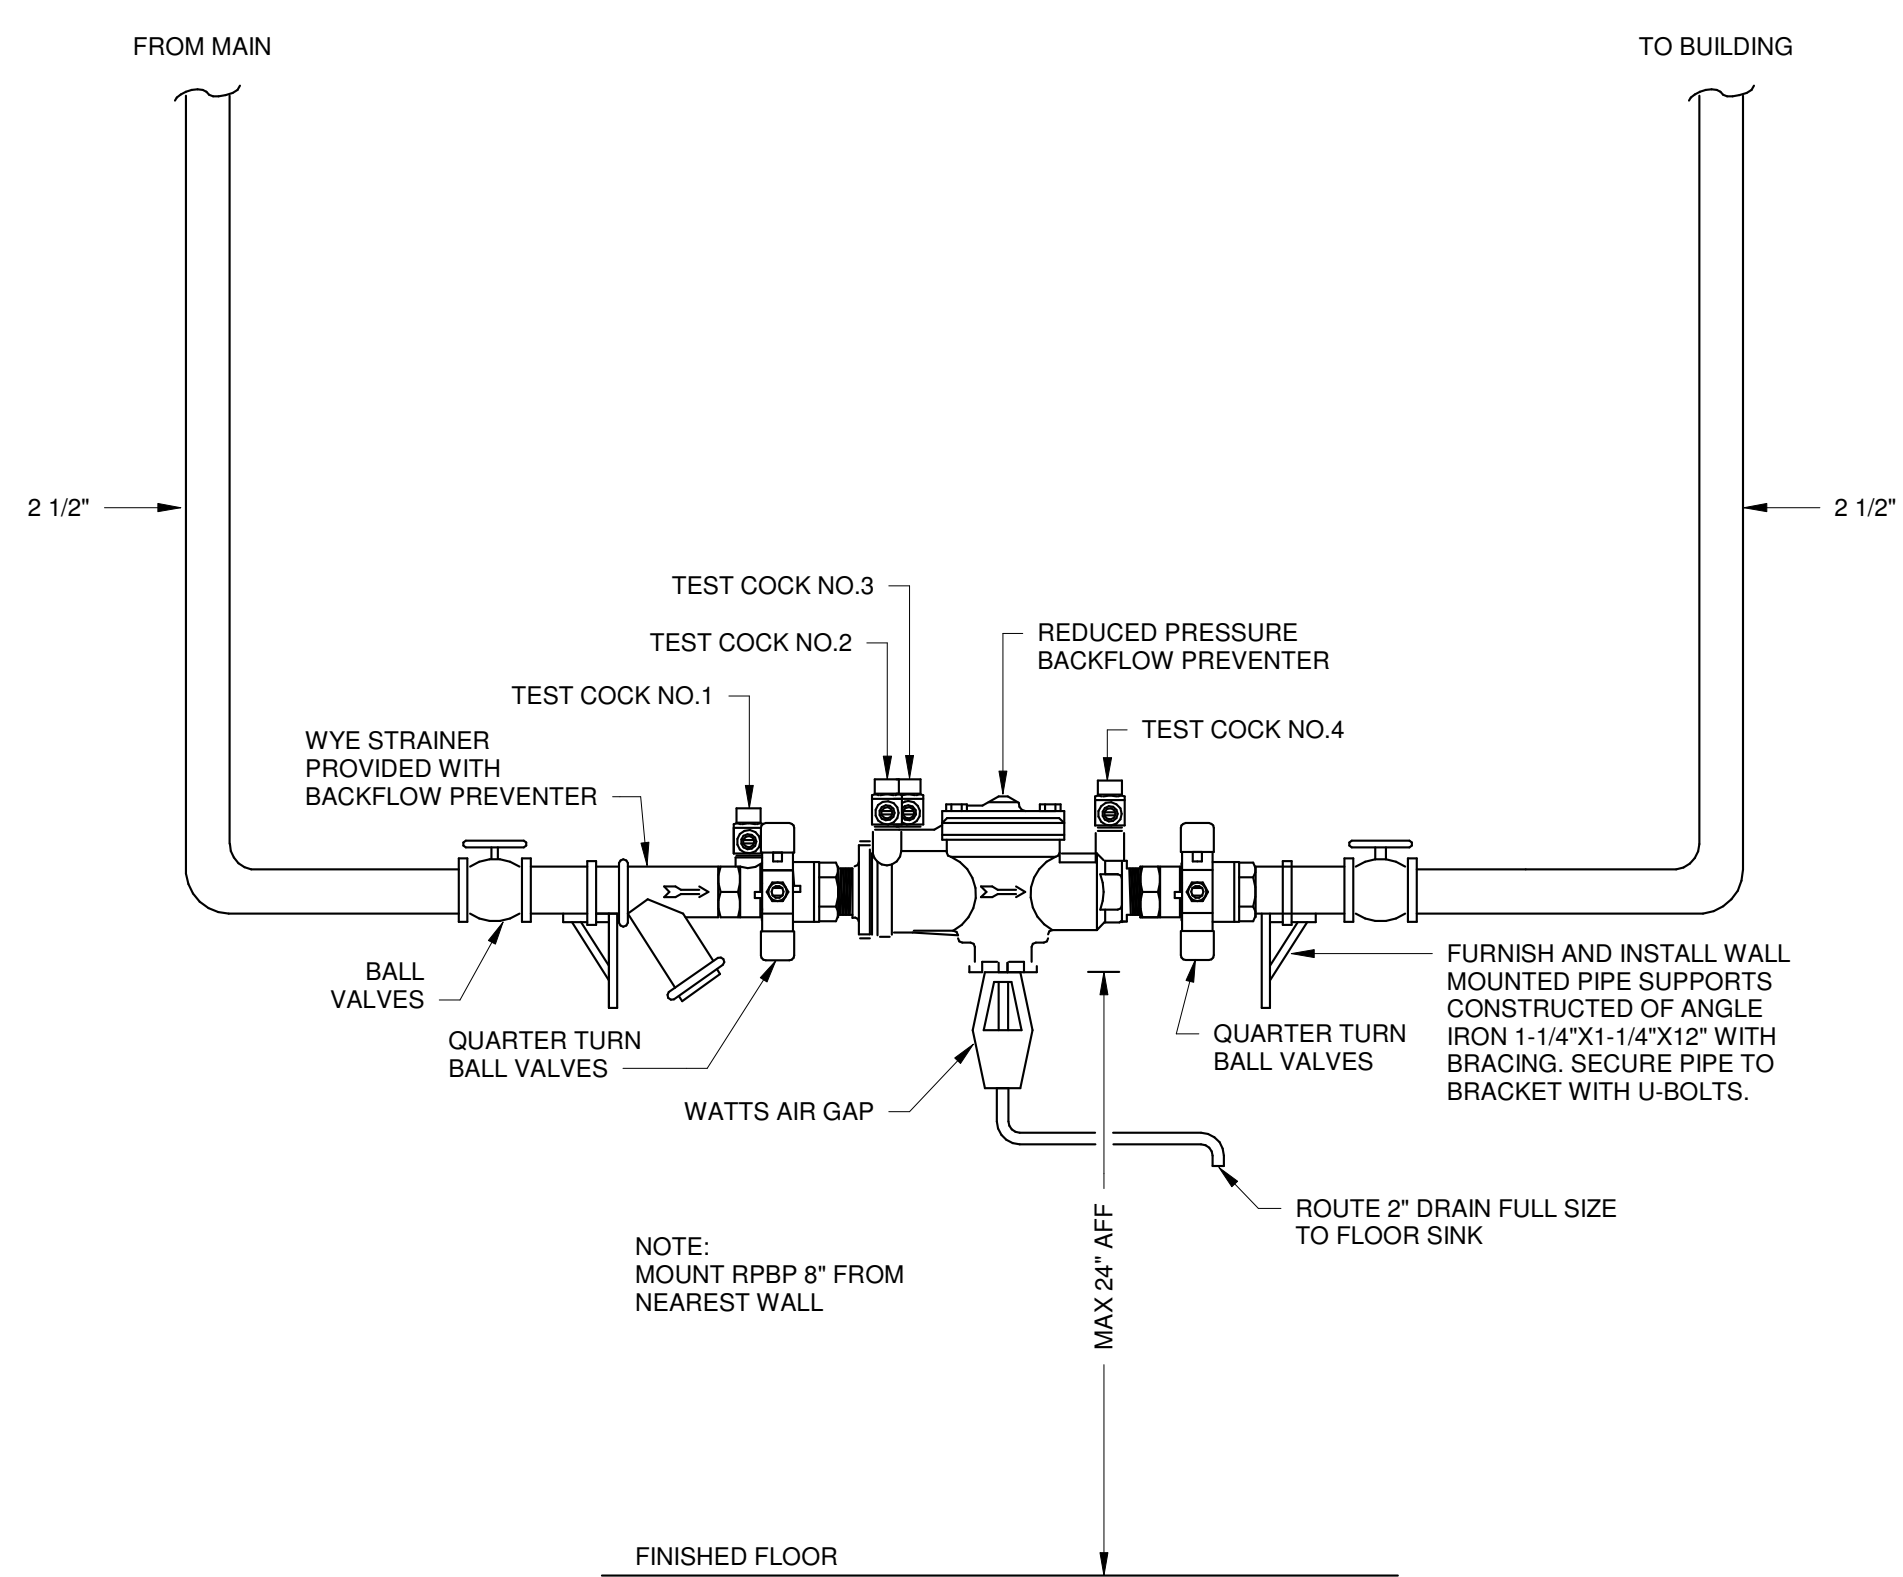 FROM MAIN
TO BUILDING
2 1/2"
2 1/2"
TEST COCK NO.3
TEST COCK NO.2
TEST COCK NO.1
REDUCED PRESSURE
BACKFLOW PREVENTER
TEST COCK NO.4
WYE STRAINER
PROVIDED WITH
BACKFLOW PREVENTER
BALL
VALVES
QUARTER TURN
BALL VALVES
WATTS AIR GAP
QUARTER TURN
BALL VALVES
FURNISH AND INSTALL WALL
MOUNTED PIPE SUPPORTS
CONSTRUCTED OF ANGLE
IRON 1-1/4"X1-1/4"X12" WITH
BRACING. SECURE PIPE TO
BRACKET WITH U-BOLTS.
ROUTE 2" DRAIN FULL SIZE
TO FLOOR SINK
MAX 24" AFF
NOTE:
MOUNT RPBP 8" FROM
NEAREST WALL
FINISHED FLOOR